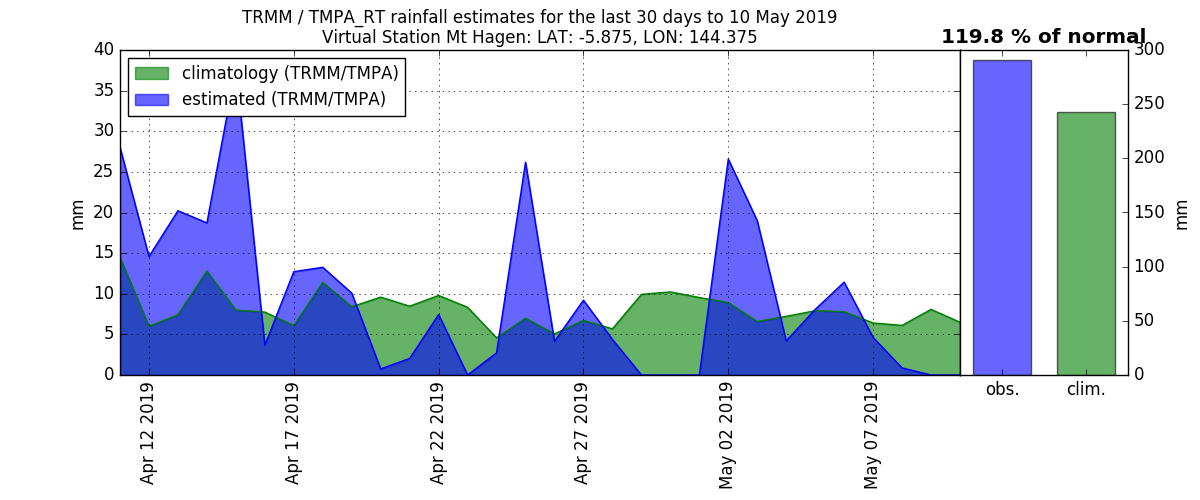 TRMM / TMPA_RT rainfall estimates for the last 30 days to 10 May 2019
Virtual Station Mt Hagen: LAT: -5.875, LON: 144.375
119.8 % of normal
climatology (TRMM/TMPA)
estimated (TRMM/TMPA)
40
35
30
25
20
15
10
5
0
mm
Apr 12 2019
Apr 17 2019
Apr 22 2019
Apr 27 2019
May 02 2019
May 07 2019
obs.
clim.
300
250
200
150
100
50
0
mm